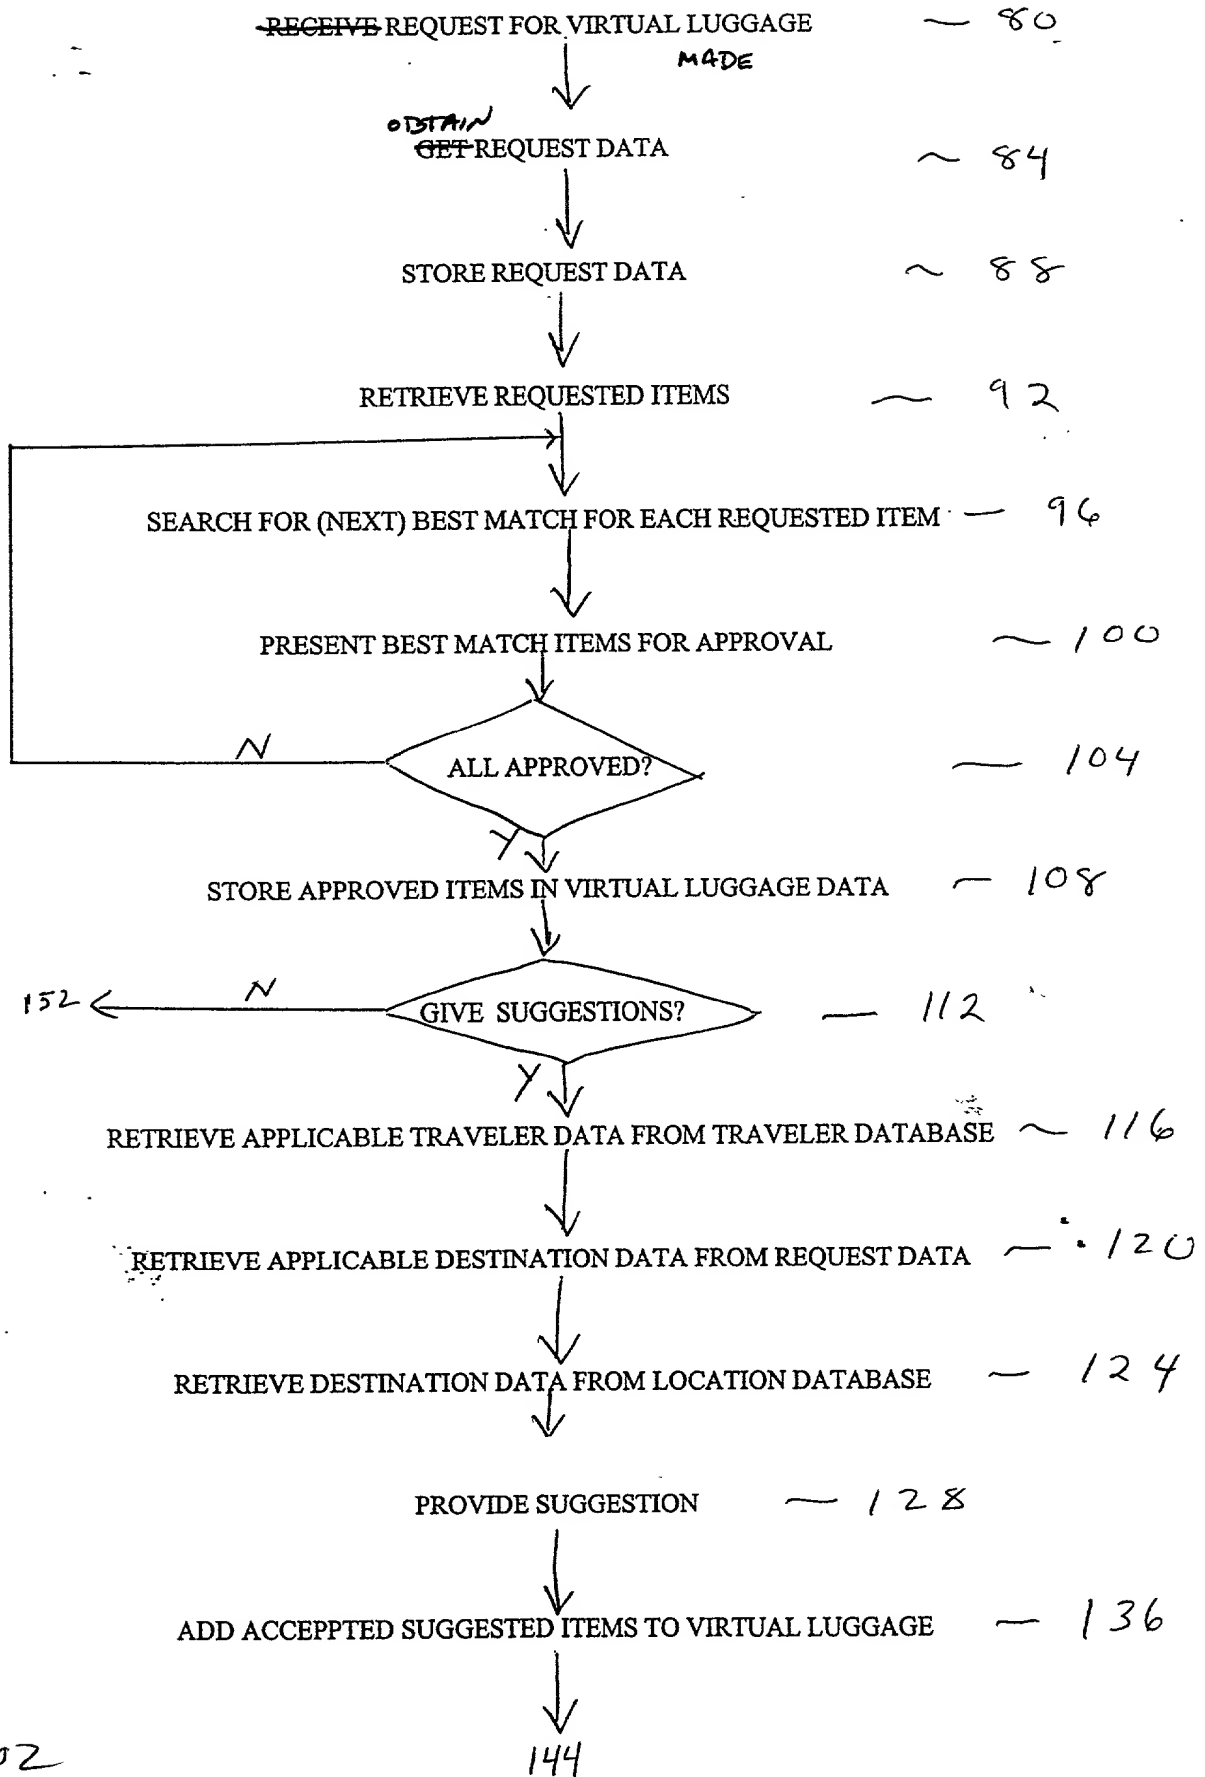 RECEIVE REQUEST FOR VIRTUAL LUGGAGE ~ 80
MADE
OBTAIN
GET REQUEST DATA ~ 84
STORE REQUEST DATA ~ 88
RETRIEVE REQUESTED ITEMS ~ 92
SEARCH FOR (NEXT) BEST MATCH FOR EACH REQUESTED ITEM — 96
PRESENT BEST MATCH ITEMS FOR APPROVAL ~ 100
N
ALL APPROVED? — 104
Y
STORE APPROVED ITEMS IN VIRTUAL LUGGAGE DATA — 108
152 N
GIVE SUGGESTIONS? — 112
Y
RETRIEVE APPLICABLE TRAVELER DATA FROM TRAVELER DATABASE ~ 116
RETRIEVE APPLICABLE DESTINATION DATA FROM REQUEST DATA — 120
RETRIEVE DESTINATION DATA FROM LOCATION DATABASE ~ 124
PROVIDE SUGGESTION — 128
ADD ACCEPPTED SUGGESTED ITEMS TO VIRTUAL LUGGAGE — 136
144